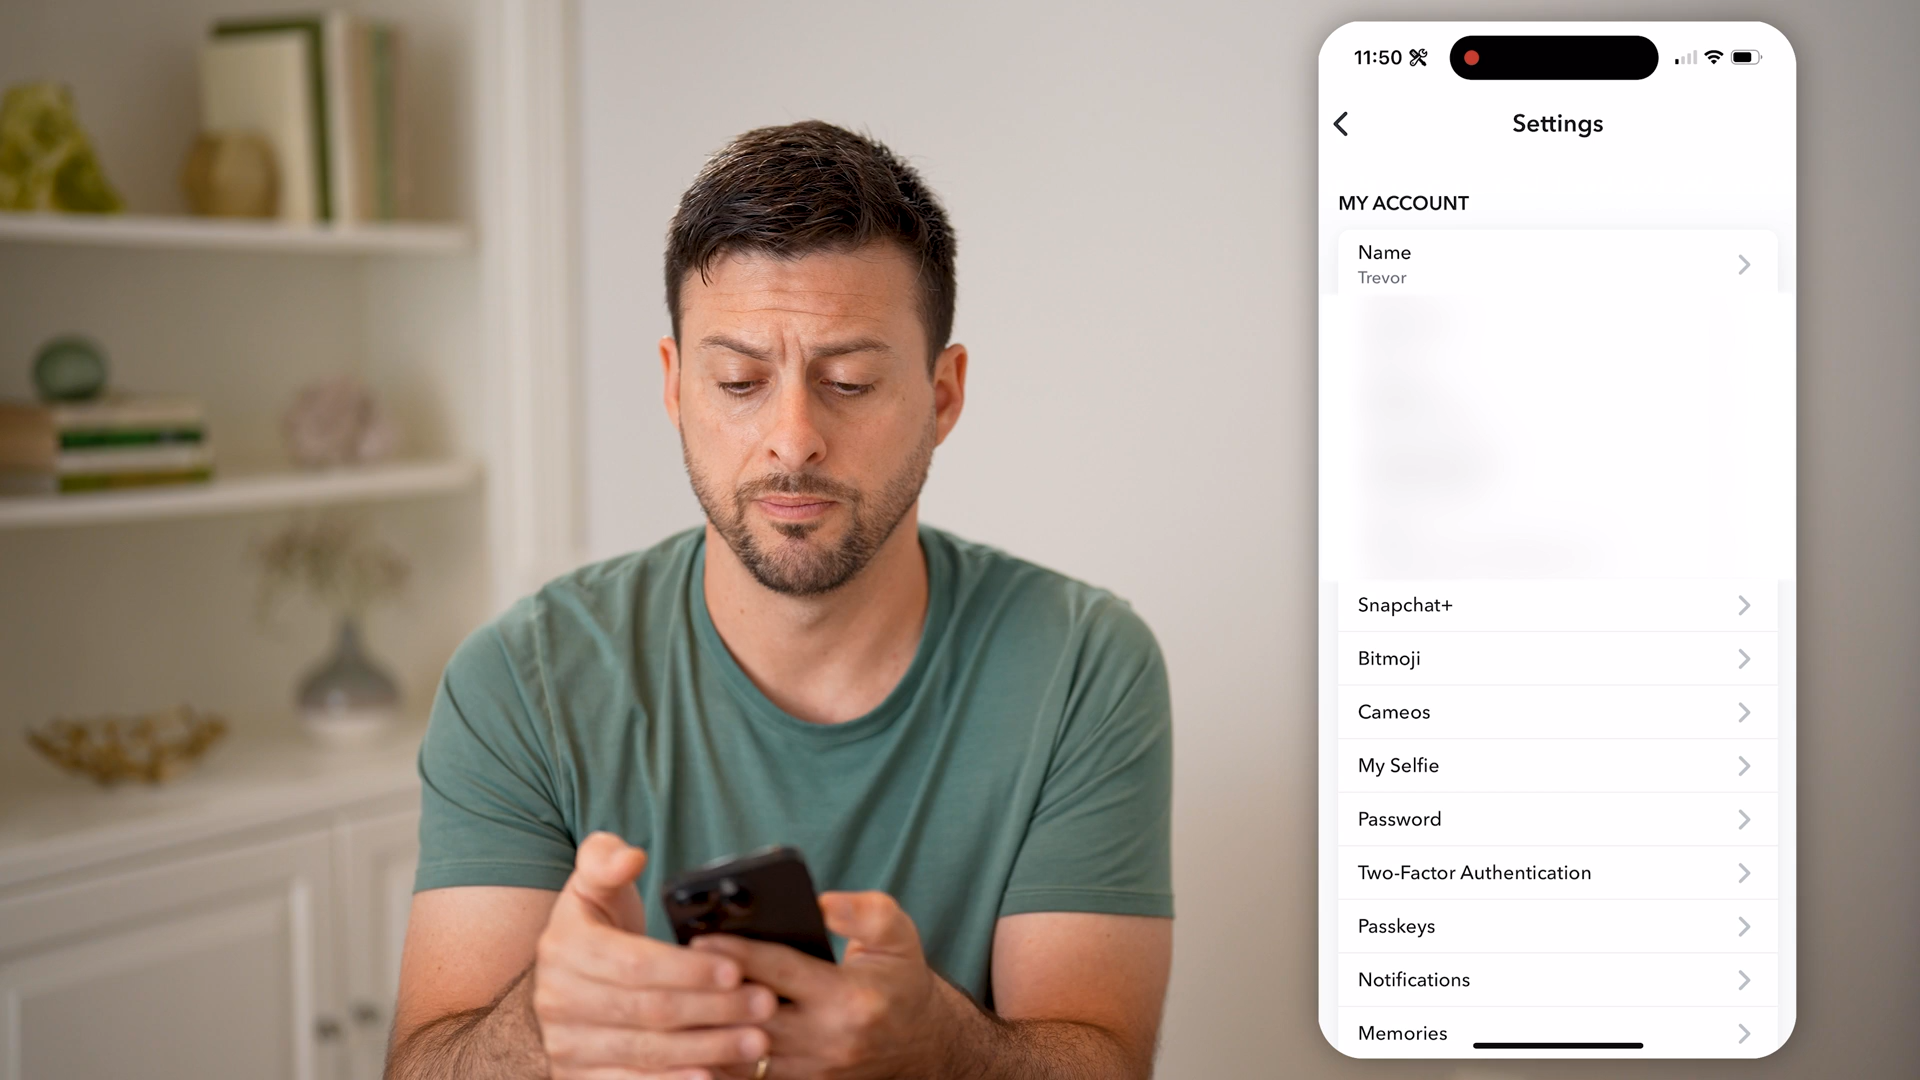 11:50
Settings
MY ACCOUNT
Name
Trevor
Snapchat+
Bitmoji
Cameos
My Selfie
Password
Two-Factor Authentication
Passkeys
Notifications
Memories